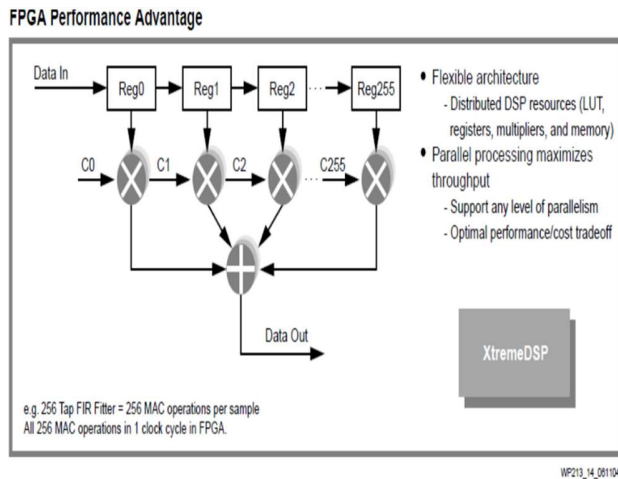 FPGA Performance Advantage
Data In
Reg0
Reg1
Reg2
Reg255
C0
C1
C2
C255
Data Out
• Flexible architecture
- Distributed DSP resources (LUT,
registers, multipliers, and memory)
• Parallel processing maximizes
throughput
- Support any level of parallelism
- Optimal performance/cost tradeoff
XtremeDSP
e.g. 256 Tap FIR Fitter = 256 MAC operations per sample
All 256 MAC operations in 1 clock cycle in FPGA.
WP213_14_061104